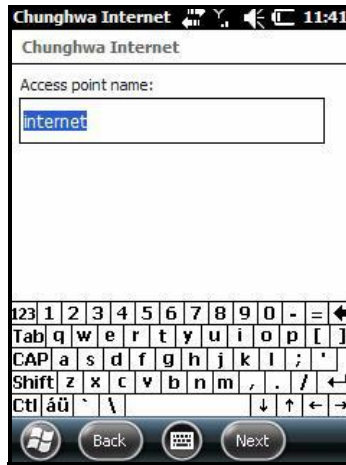 Chunghwa Internet 11:41
Chunghwa Internet
Access point name:
internet
123 1 2 3 4 5 6 7 8 9 0 - =
Tab q w e r t y u i o p [ ]
CAP a s d f g h j k l ; '
Shift z x c v b n m , . /
Ctl áü ` \
Back Next